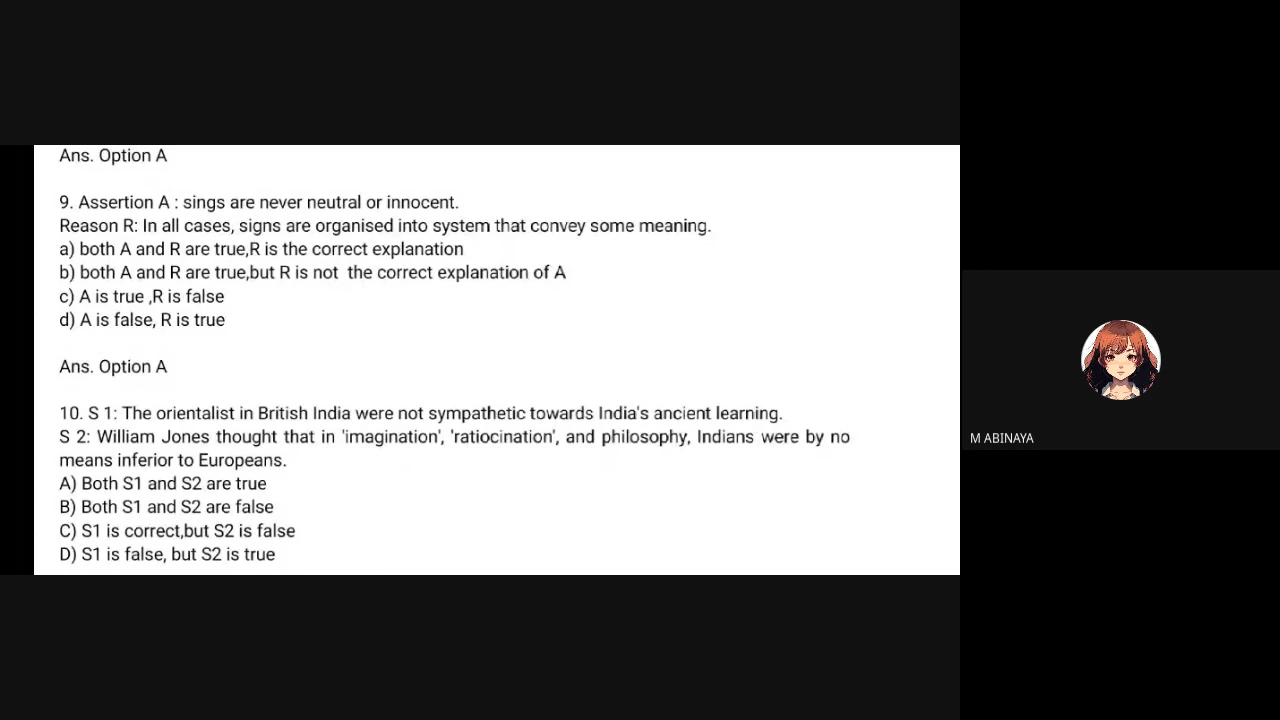 Ans. Option A
9. Assertion A : sings are never neutral or innocent.
Reason R: In all cases, signs are organised into system that convey some meaning.
a) both A and R are true,R is the correct explanation
b) both A and R are true,but R is not the correct explanation of A
c) A is true ,R is false
d) A is false, R is true
Ans. Option A
10. S 1: The orientalist in British India were not sympathetic towards India's ancient learning.
S 2: William Jones thought that in 'imagination', 'ratiocination', and philosophy, Indians were by no
means inferior to Europeans.
A) Both S1 and S2 are true
B) Both S1 and S2 are false
C) S1 is correct,but S2 is false
D) S1 is false, but S2 is true
M ABINAYA